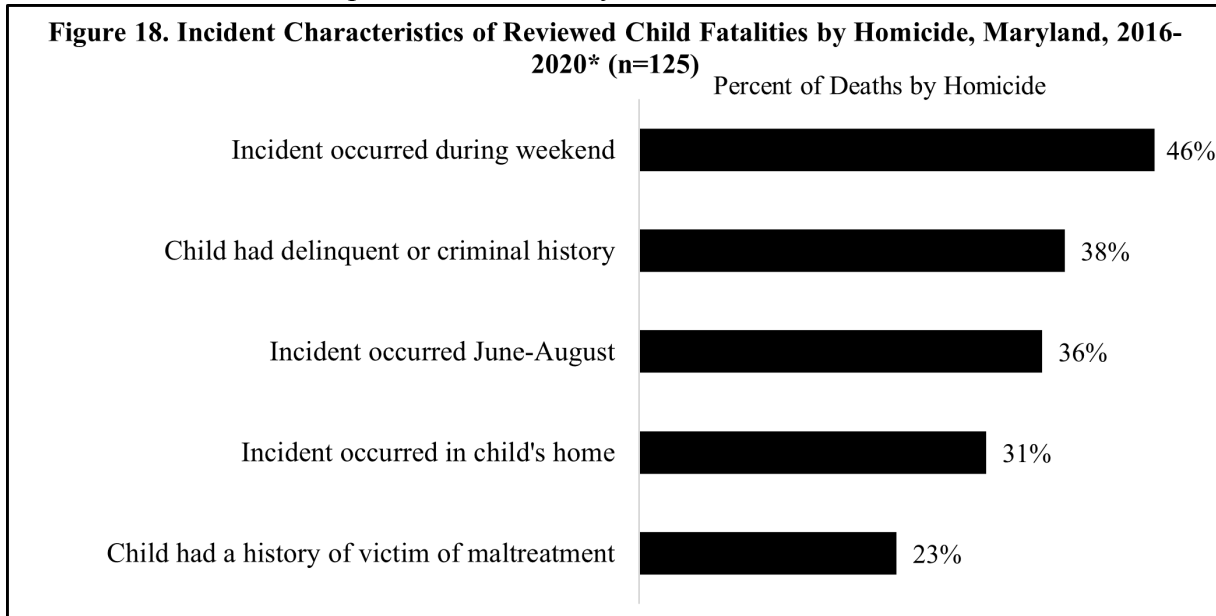 Figure 18. Incident Characteristics of Reviewed Child Fatalities by Homicide, Maryland, 2016-
2020* (n=125)
Percent of Deaths by Homicide
Incident occurred during weekend 46%
Child had delinquent or criminal history 38%
Incident occurred June-August 36%
Incident occurred in child's home 31%
Child had a history of victim of maltreatment 23%